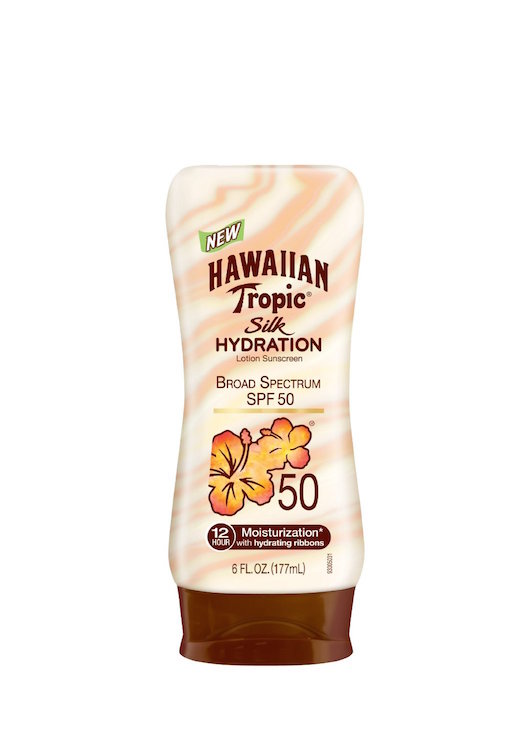 NEW
HAWAIIAN
Tropic®
Silk
HYDRATION
Lotion Sunscreen
BROAD SPECTRUM
SPF 50
®
50
12
HOUR
Moisturization*
with hydrating ribbons
6 FL. OZ. (177mL)